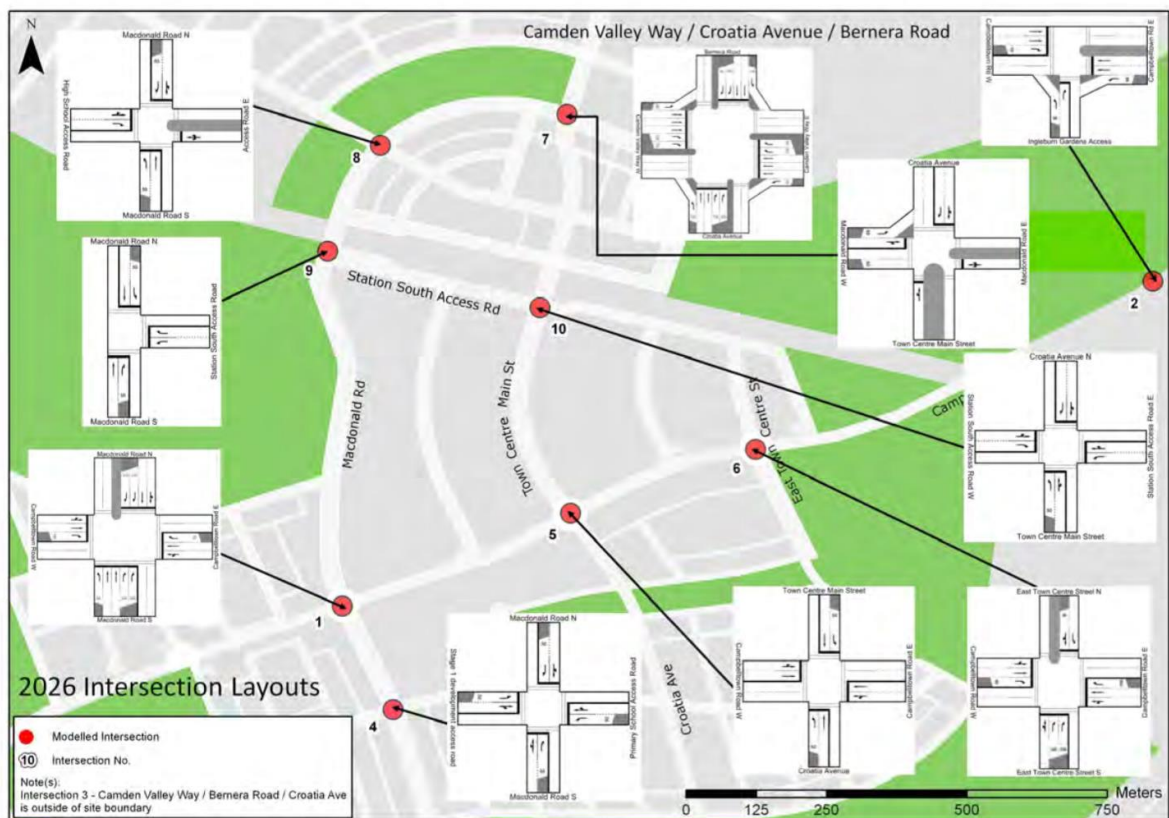 N
Camden Valley Way / Croatia Avenue / Bernera Road
Macdonald Road N
High School Access Road
Access Road E
Macdonald Road S
Bernera Road
Camden Valley Way E
Croatia Avenue
Campbelltown Rd W
Campbelltown Rd E
Ingleburn Gardens Access
Croatia Avenue
Macdonald Road W
Macdonald Road E
Town Centre Main Street
Macdonald Road N
Station South Access Road
Macdonald Road S
8
7
9
2
10
6
5
1
4
Station South Access Rd
Macdonald Rd
Town Centre Main St
East Town Centre St
Camp
Croatia Ave
Croatia Avenue N
Station South Access Road W
Station South Access Road E
Town Centre Main Street
Macdonald Road N
Campbelltown Road W
Campbelltown Road E
Macdonald Road S
Macdonald Road N
Stage 1 development access road
Primary School Access Road
Macdonald Road S
Town Centre Main Street
Campbelltown Road W
Campbelltown Road E
Croatia Avenue
East Town Centre Street N
Campbelltown Road W
Campbelltown Road E
East Town Centre Street S
2026 Intersection Layouts
Modelled Intersection
10 Intersection No.
Note(s):
Intersection 3 - Camden Valley Way / Bernera Road / Croatia Ave
is outside of site boundary
Meters
0 125 250 500 750